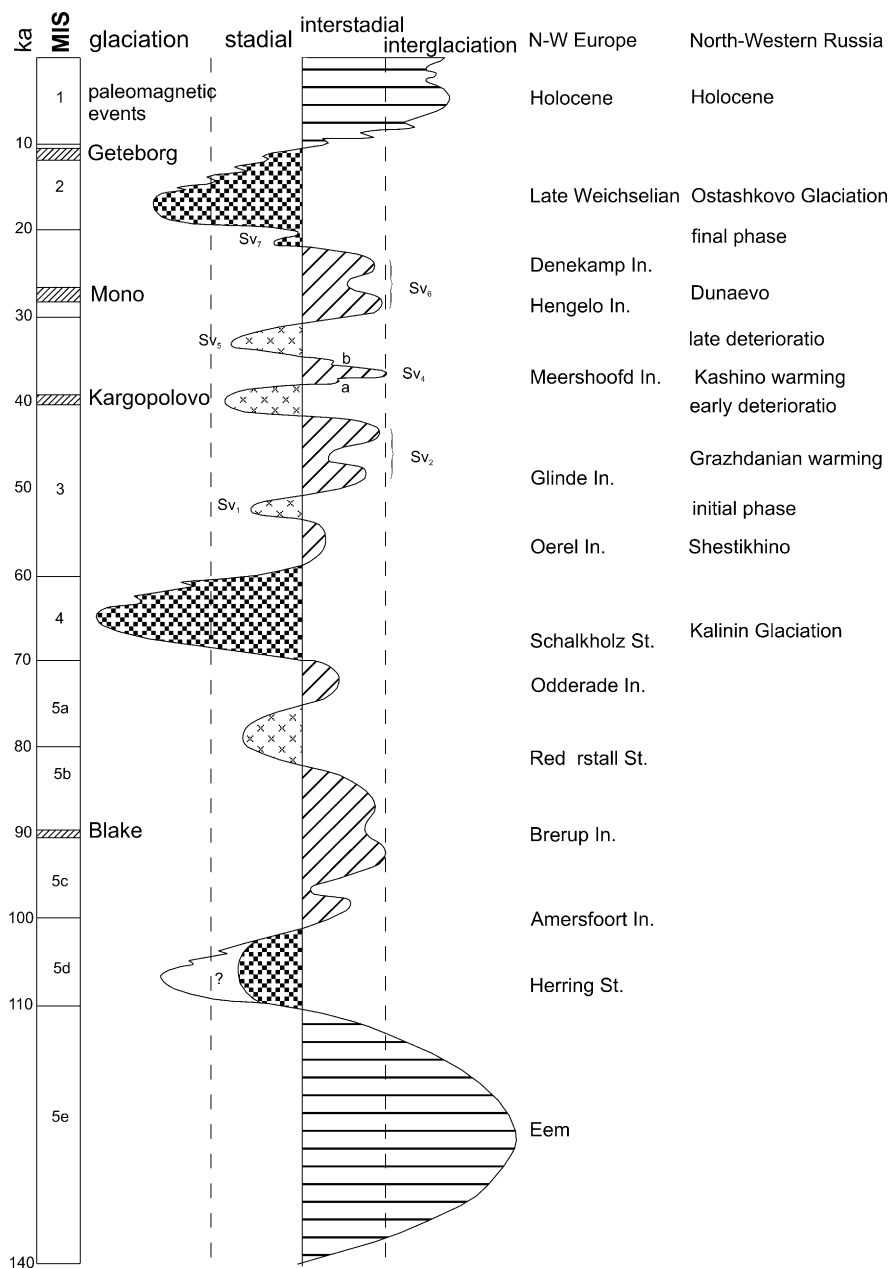 ka MIS glaciation stadial interstadial interglaciation N-W Europe North-Western Russia
1 paleomagnetic events Holocene Holocene
10
Geteborg
2 Late Weichselian Ostashkovo Glaciation
20
Sv7 final phase
Denekamp In.
Sv6
Mono Dunaevo
Hengelo In.
30
Sv5 late deterioratio
b
Sv4 Meershoofd In. Kashino warming
a
40 Kargopolovo early deterioratio
Sv2 Grazhdanian warming
Glinde In.
50 3
Sv1 initial phase
Oerel In. Shestikhino
60
4 Kalinin Glaciation
Schalkholz St.
70
Odderade In.
5a
80
Red rstall St.
5b
90 Blake Brerup In.
5c
100 Amersfoort In.
5d ?
Herring St.
110
5e Eem
140